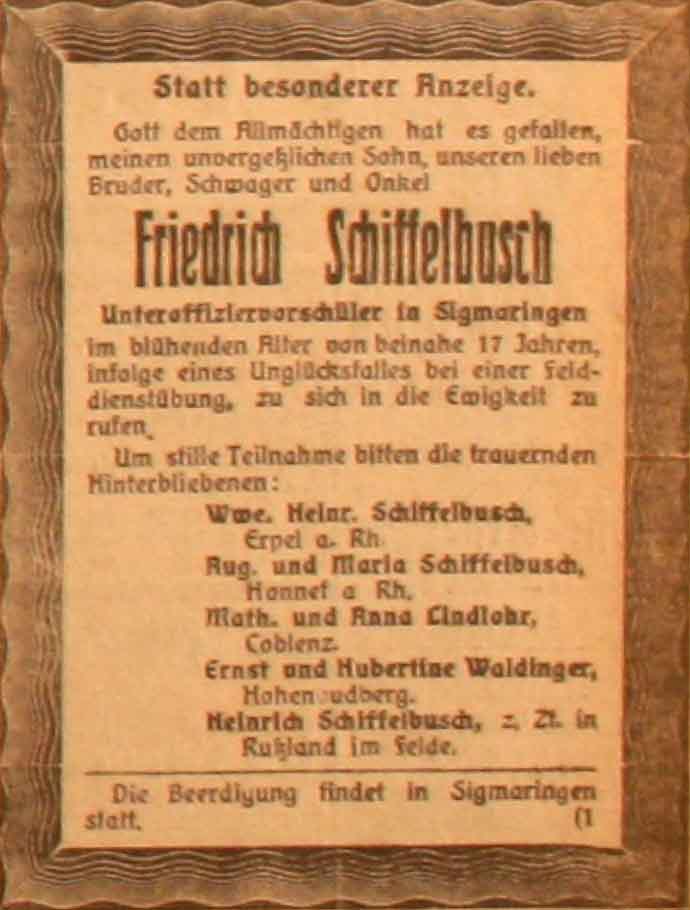 Statt besonderer Anzeige.
Gott dem Allmächtigen hat es gefallen,
meinen unvergeßlichen Sohn, unseren lieben
Bruder, Schwager und Onkel
Friedrich Schiffelbusch
Unteroffiziervorschüler in Sigmaringen
im blühenden Alter von beinahe 17 Jahren,
infolge eines Unglücksfalles bei einer Feld-
dienstübung, zu sich in die Ewigkeit zu
rufen.
Um stille Teilnahme bitten die trauernden
Hinterbliebenen:
Wwe. Heinr. Schiffelbusch,
Erpel a. Rh.
Aug. und Maria Schiffelbusch,
Honnef a Rh.
Math. und Anna Lindlohr,
Coblenz.
Ernst und Hubertine Waldinger,
Heinrich Schiffelbusch, z. Zt. in
Rußland im Felde.
Die Beerdigung findet in Sigmaringen
statt. (1